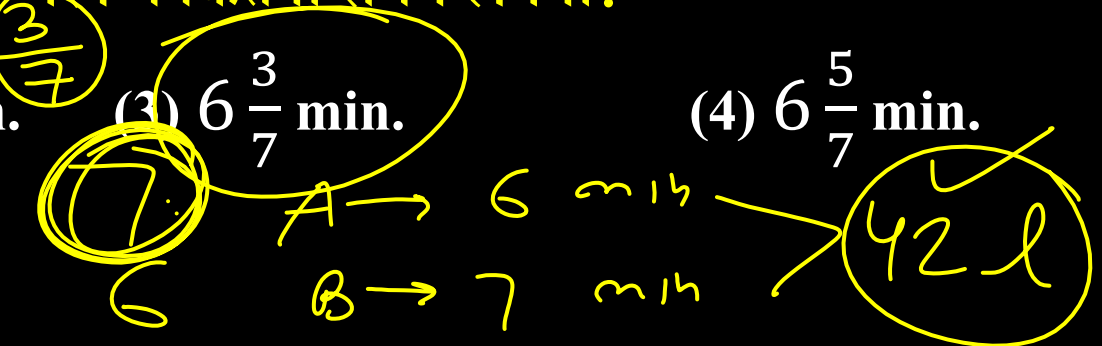 3/7
(3) 6 3/7 min.
(4) 6 5/7 min.
7
A → 6 min
42 l
6
B → 7 min